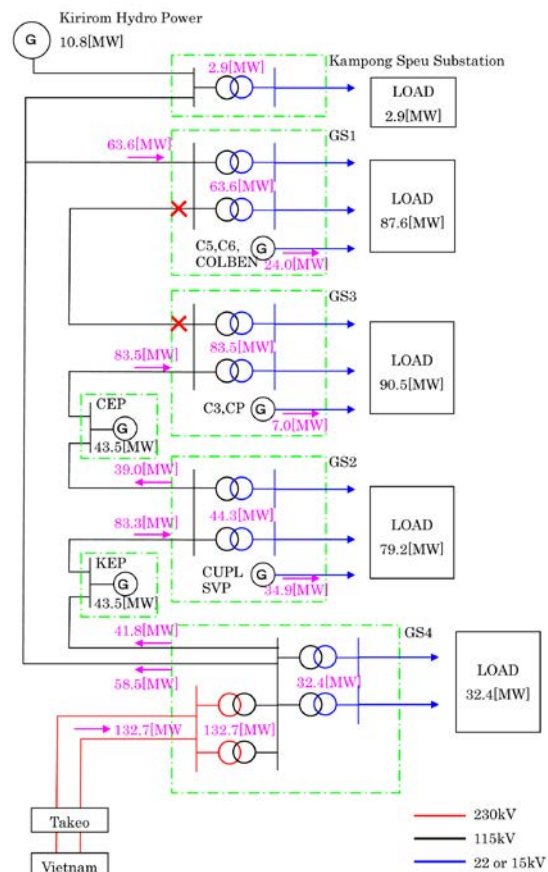 Kirirom Hydro Power
G
10.8[MW]
Kampong Speu Substation
2.9[MW]
LOAD
2.9[MW]
GS1
63.6[MW]
63.6[MW]
LOAD
87.6[MW]
C5,C6,
COLBEN
G
24.0[MW]
GS3
83.5[MW]
83.5[MW]
LOAD
90.5[MW]
C3,CP
G
7.0[MW]
CEP
G
43.5[MW]
39.0[MW]
GS2
44.3[MW]
83.3[MW]
LOAD
79.2[MW]
CUPL
SVP
G
34.9[MW]
KEP
G
43.5[MW]
41.8[MW]
GS4
58.5[MW]
32.4[MW]
LOAD
32.4[MW]
132.7[MW
132.7[MW]
Takeo
Vietnam
230kV
115kV
22 or 15kV